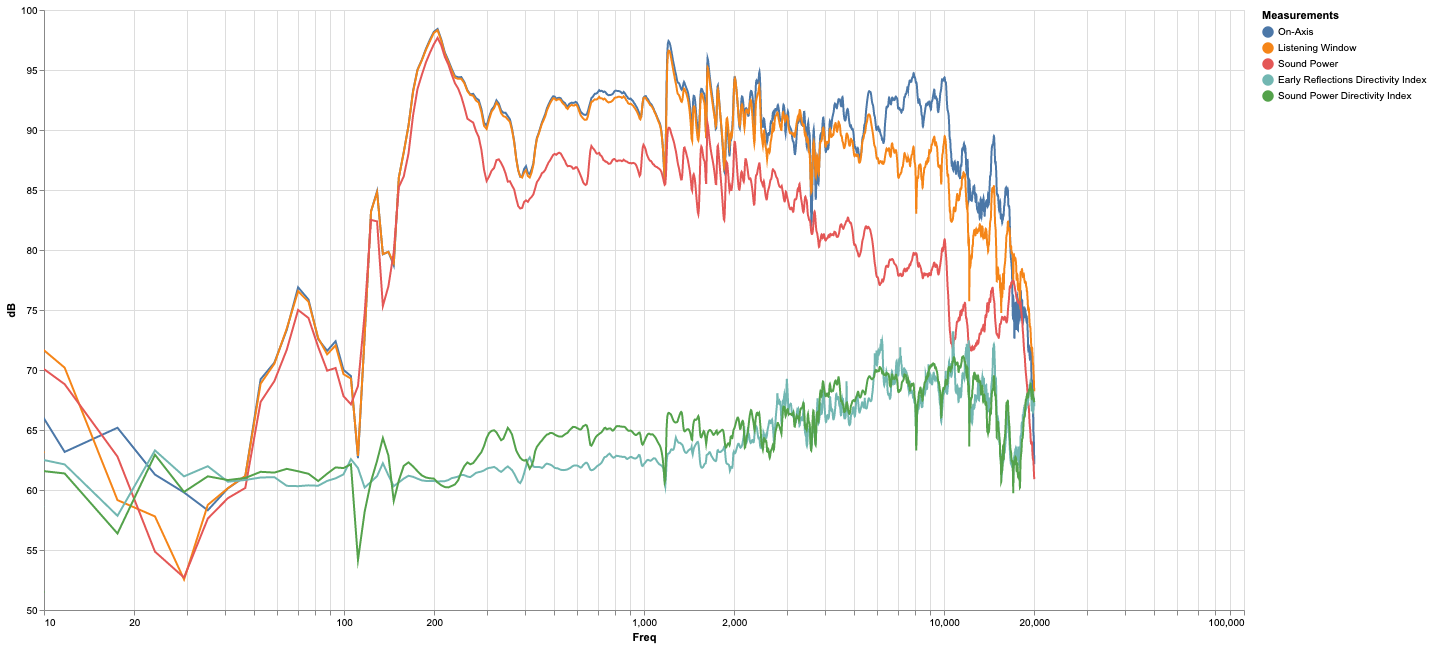 Measurements
On-Axis
Listening Window
Sound Power
Early Reflections Directivity Index
Sound Power Directivity Index
dB
100
95
90
85
80
75
70
65
60
55
50
10 20 100 200 1,000 2,000 10,000 20,000 100,000
Freq